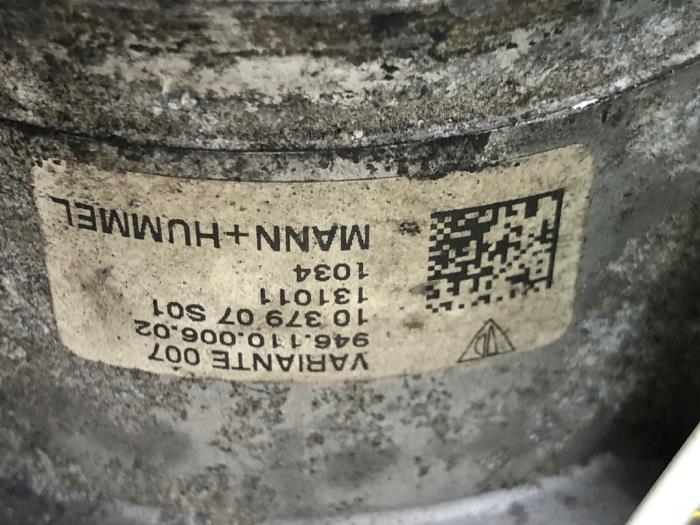 VARIANTE 007
946.110.006.02
10 379 07 S01
131011
1034
MANN+HUMMEL